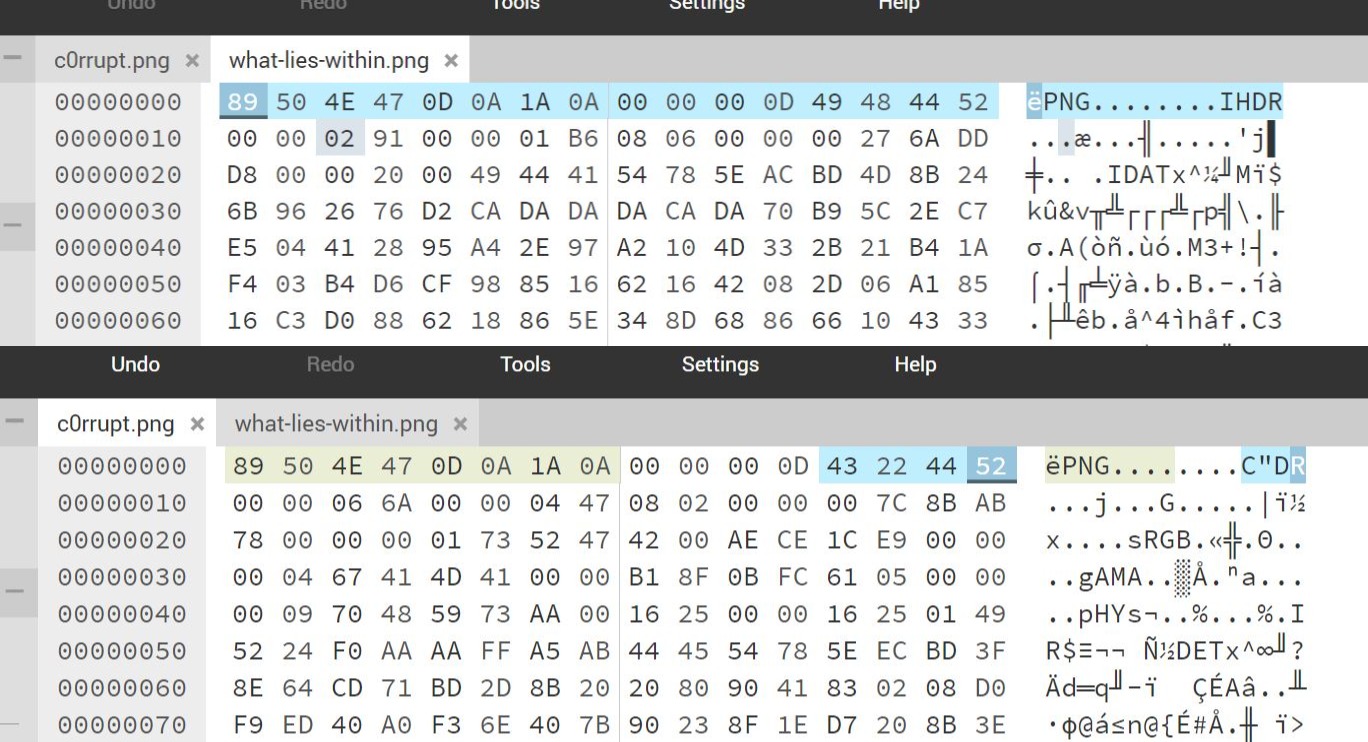 Undo Redo Tools Settings Help
c0rrupt.png × what-lies-within.png ×
00000000 89 50 4E 47 0D 0A 1A 0A 00 00 00 0D 49 48 44 52 ëPNG........IHDR
00000010 00 00 02 91 00 00 01 B6 08 06 00 00 00 27 6A DD ...æ...╢.....'j▌
00000020 D8 00 00 20 00 49 44 41 54 78 5E AC BD 4D 8B 24 ╪.. .IDATx^¼╜Mï$
00000030 6B 96 26 76 D2 CA DA DA DA CA DA 70 B9 5C 2E C7 kû&v╥╩┌┌┌╩┌p╣\.╟
00000040 E5 04 41 28 95 A4 2E 97 A2 10 4D 33 2B 21 B4 1A σ.A(òñ.ùó.M3+!┤.
00000050 F4 03 B4 D6 CF 98 85 16 62 16 42 08 2D 06 A1 85 ⌠.┤╓╧ÿà.b.B.-.íà
00000060 16 C3 D0 88 62 18 86 5E 34 8D 68 86 66 10 43 33 .├╨êb.å^4ìhåf.C3
Undo Redo Tools Settings Help
c0rrupt.png × what-lies-within.png ×
00000000 89 50 4E 47 0D 0A 1A 0A 00 00 00 0D 43 22 44 52 ëPNG........C"DR
00000010 00 00 06 6A 00 00 04 47 08 02 00 00 00 7C 8B AB ...j...G.....|ï½
00000020 78 00 00 00 01 73 52 47 42 00 AE CE 1C E9 00 00 x....sRGB.«╬.Θ..
00000030 00 04 67 41 4D 41 00 00 B1 8F 0B FC 61 05 00 00 ..gAMA..▒Å.ⁿa...
00000040 00 09 70 48 59 73 AA 00 16 25 00 00 16 25 01 49 ..pHYs¬..%...%.I
00000050 52 24 F0 AA AA FF A5 AB 44 45 54 78 5E EC BD 3F R$≡¬¬ Ñ½DETx^∞╜?
00000060 8E 64 CD 71 BD 2D 8B 20 20 80 90 41 83 02 08 D0 Äd═q╜-ï  ÇÉAâ..╨
00000070 F9 ED 40 A0 F3 6E 40 7B 90 23 8F 1E D7 20 8B 3E ∙φ@á≤n@{É#Å.╫ ï>